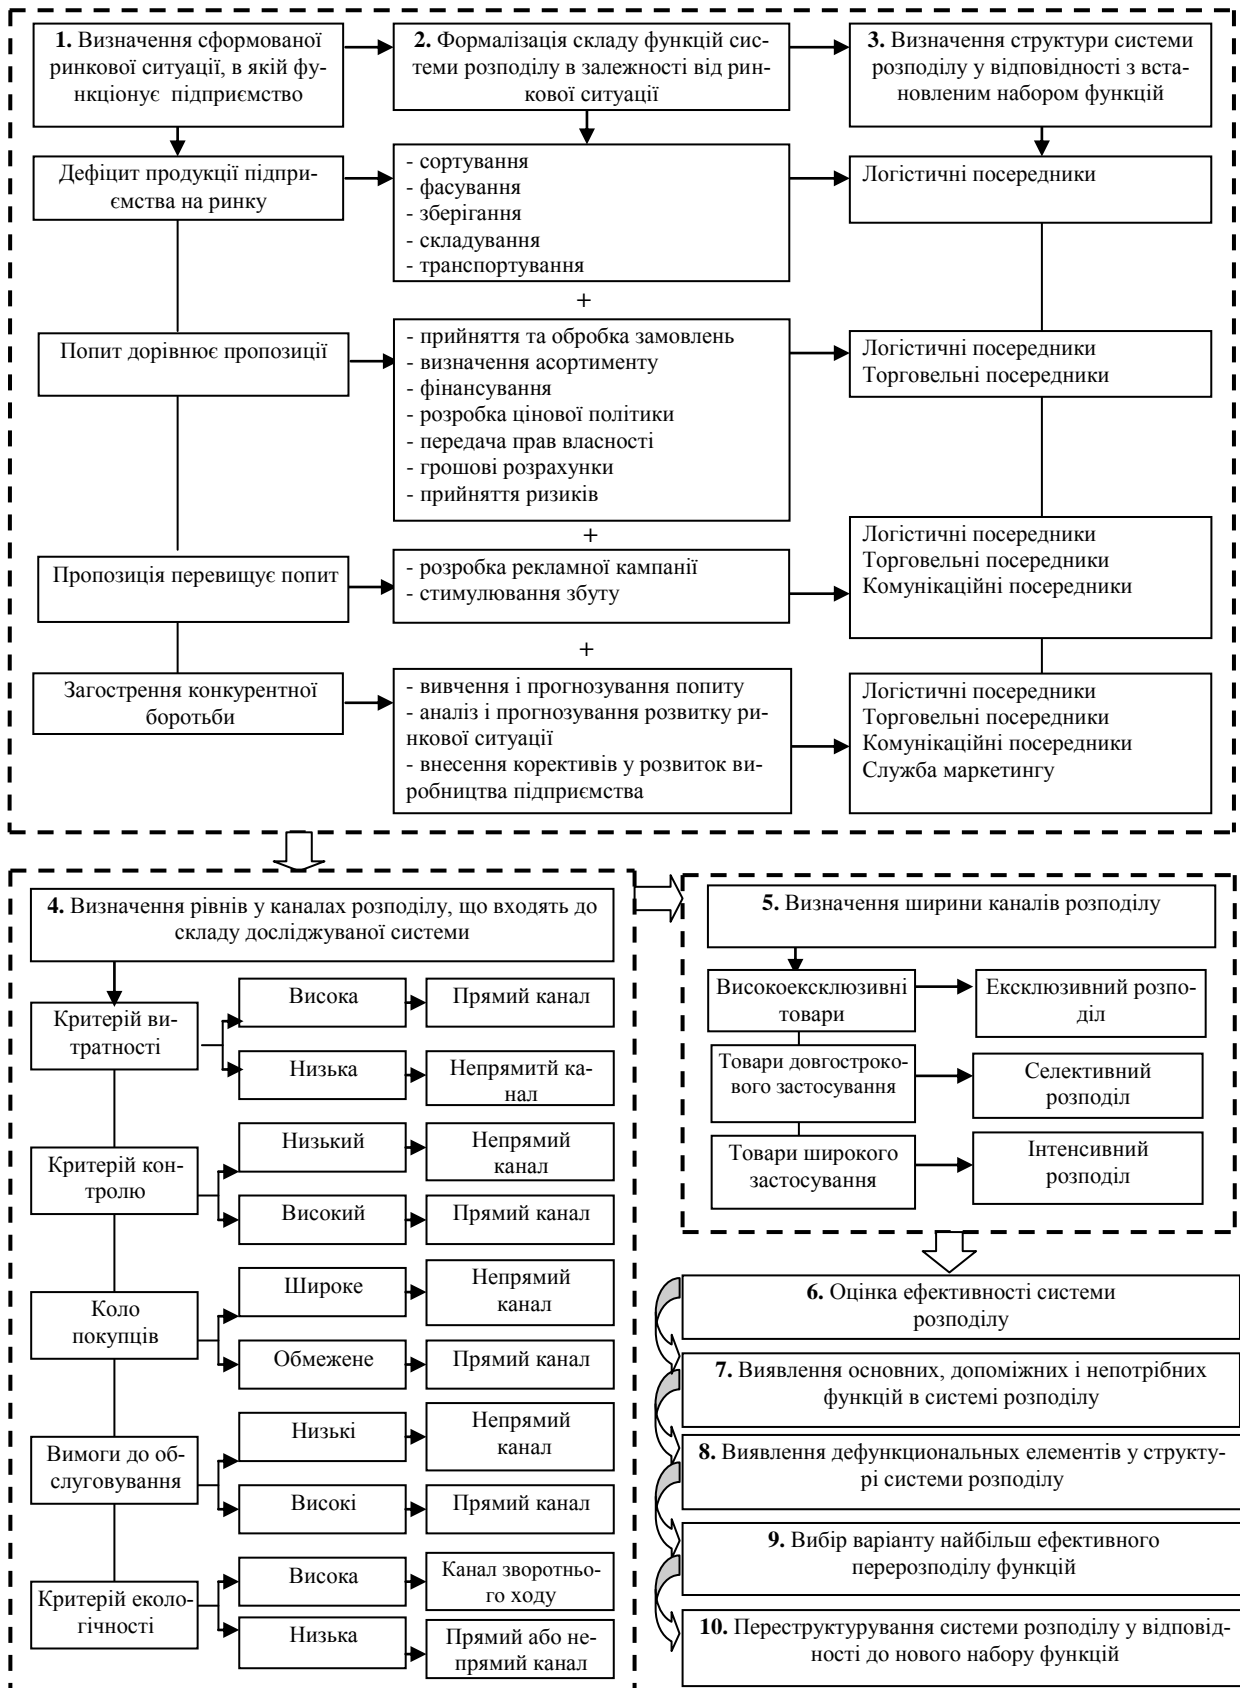 1. Визначення сформованої
ринкової ситуації, в якій фу-
нкціонує підприємство
2. Формалізація складу функцій сис-
теми розподілу в залежності від рин-
кової ситуації
3. Визначення структури системи
розподілу у відповідності з вста-
новленим набором функцій
Дефіцит продукції підпри-
ємства на ринку
- сортування
- фасування
- зберігання
- складування
- транспортування
Логістичні посередники
+
Попит дорівнює пропозиції
- прийняття та обробка замовлень
- визначення асортименту
- фінансування
- розробка цінової політики
- передача прав власності
- грошові розрахунки
- прийняття ризиків
Логістичні посередники
Торговельні посередники
+
Пропозиція перевищує попит
- розробка рекламної кампанії
- стимулювання збуту
Логістичні посередники
Торговельні посередники
Комунікаційні посередники
+
Загострення конкурентної
боротьби
- вивчення і прогнозування попиту
- аналіз і прогнозування розвитку ри-
нкової ситуації
- внесення корективів у розвиток ви-
робництва підприємства
Логістичні посередники
Торговельні посередники
Комунікаційні посередники
Служба маркетингу
4. Визначення рівнів у каналах розподілу, що входять до
складу досліджуваної системи
Критерій ви-
тратності
Висока
Прямий канал
Низька
Непрямитй ка-
нал
Критерій кон-
тролю
Низький
Непрямий
канал
Високий
Прямий канал
Коло
покупців
Широке
Непрямий
канал
Обмежене
Прямий канал
Вимоги до об-
слуговування
Низькі
Непрямий
канал
Високі
Прямий канал
Критерій еколо-
гічності
Висока
Канал зворотньо-
го ходу
Низька
Прямий або не-
прямий канал
5. Визначення ширини каналів розподілу
Високоексклюзивні
товари
Ексклюзивний розпо-
діл
Товари довгостроко-
вого застосування
Селективний
розподіл
Товари широкого
застосування
Інтенсивний
розподіл
6. Оцінка ефективності системи
розподілу
7. Виявлення основних, допоміжних і непотрібних
функцій в системі розподілу
8. Виявлення дефункциональных елементів у структу-
рі системи розподілу
9. Вибір варіанту найбільш ефективного
перерозподілу функцій
10. Переструктурування системи розподілу у відповід-
ності до нового набору функцій